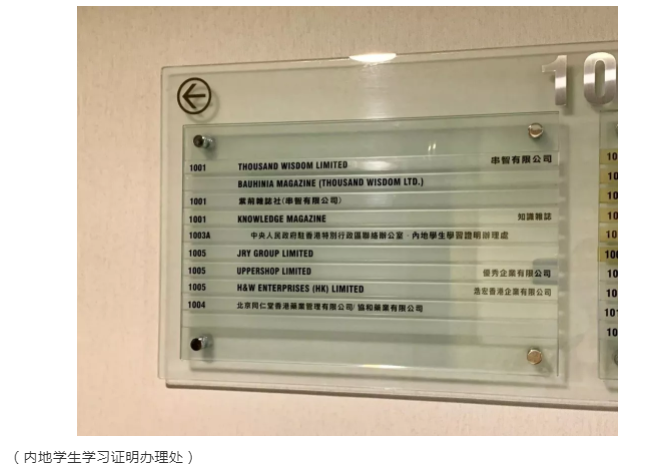 10
1001 THOUSAND WISDOM LIMITED 串智有限公司
BAUHINIA MAGAZINE (THOUSAND WISDOM LTD.)
1001 紫荊雜誌社(串智有限公司)
1001 KNOWLEDGE MAGAZINE 知識雜誌
1003A 中央人民政府駐香港特別行政區聯絡辦公室‧內地學生學習證明辦理處
1005 JRY GROUP LIMITED
1005 UPPERSHOP LIMITED 優秀企業有限公司
1005 H&W ENTERPRISES (HK) LIMITED 浩宏香港企業有限公司
1004 北京同仁堂香港藥業管理有限公司/ 協和藥業有限公司
（内地学生学习证明办理处）